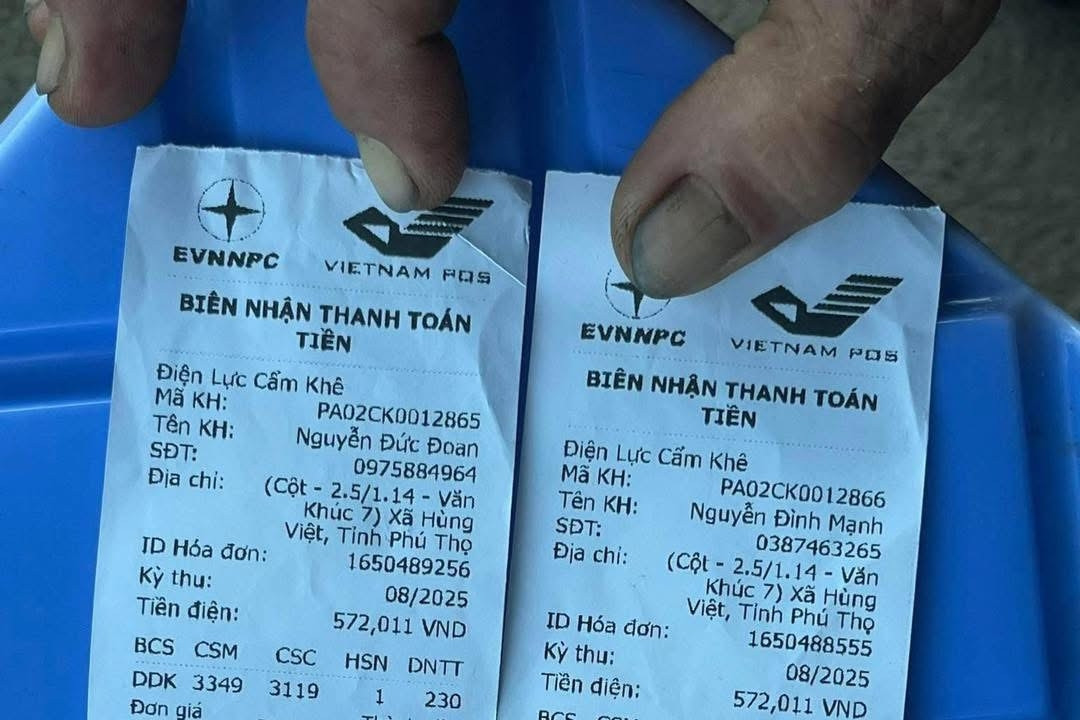 EVNNPC
VIETNAM POS
BIÊN NHẬN THANH TOÁN
TIỀN
Điện Lực Cẩm Khê
Mã KH: PA02CK0012865
Tên KH: Nguyễn Đức Đoan
SĐT: 0975884964
Địa chỉ: (Cột - 2.5/1.14 - Văn
Khúc 7) Xã Hùng
Việt, Tỉnh Phú Thọ
ID Hóa đơn: 1650489256
Kỳ thu: 08/2025
Tiền điện: 572,011 VND
BCS CSM CSC HSN DNTT
DDK 3349 3119 1 230
Đơn giá
EVNNPC
VIETNAM POS
BIÊN NHẬN THANH TOÁN
TIỀN
Điện Lực Cẩm Khê
Mã KH: PA02CK0012866
Tên KH: Nguyễn Đình Mạnh
SĐT: 0387463265
Địa chỉ: (Cột - 2.5/1.14 - Văn
Khúc 7) Xã Hùng
Việt, Tỉnh Phú Thọ
ID Hóa đơn: 1650488555
Kỳ thu: 08/2025
Tiền điện: 572,011 VND